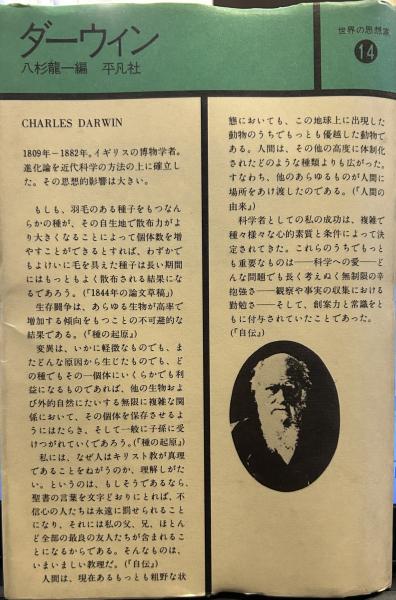 ダーウィン
八杉龍一編 平凡社
世界の思想家
14
CHARLES DARWIN
1809年−1882年。イギリスの博物学者。
進化論を近代科学の方法の上に確立し
た。その思想的影響は大きい。
もしも、羽毛のある種子をもつなん
らかの種が、その自生地で散布力がよ
り大きくなることによって個体数を増
やすことができるとすれば、わずかで
もよけいに毛を具えた種子は長い期間
にはもっともよく散布される結果にな
るであろう。(「1844年の論文草稿」)
生存闘争は、あらゆる生物が高率で
増加する傾向をもつことの不可避的な
結果である。(『種の起原』)
変異は、いかに軽微なものでも、ま
たどんな原因から生じたものでも、ど
の種でもその一個体にいくらかでも利
益になるものであれば、他の生物およ
び外的自然にたいする無限に複雑な関
係において、その個体を保存させるよ
うにはたらき、そして一般に子孫に受
けつがれていくであろう。(『種の起原』)
私には、なぜ人はキリスト教が真理
であることをねがうのか、理解しがた
い。というのは、もしそうであるなら、
聖書の言葉を文字どおりにとれば、不
信心の人たちは永遠に罰せられること
になり、それには私の父、兄、ほとん
ど全部の最良の友人たちが含まれるこ
とになるからである。そんなものは、
いまいましい教理だ。(『自伝』)
人間は、現在あるもっとも粗野な状
態においても、この地球上に出現した
動物のうちでもっとも優越した動物で
ある。人間は、その他の高度に体制化
されたどのような種類よりも広がった。
すなわち、他のあらゆるものが人間に
場所をあけ渡したのである。(『人間の
由来』)
科学者としての私の成功は、複雑で
種々様々な心的素質と条件によって決
定されてきた。これらのうちでもっと
も重要なものは——科学への愛——ど
んな問題でも長く考えぬく無制限の辛
抱強さ——観察や事実の収集における
勤勉さ——そして、創案力と常識をと
もに付与されていたことであった。
(『自伝』)